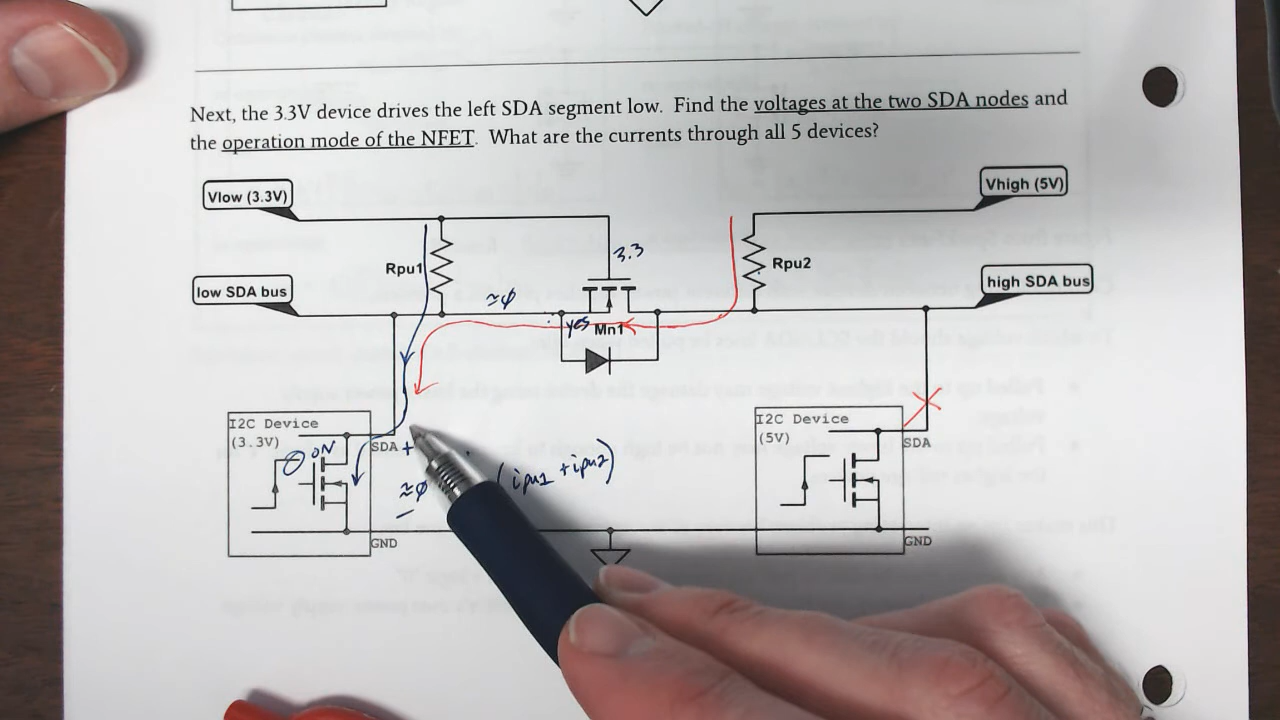 Next, the 3.3V device drives the left SDA segment low. Find the voltages at the two SDA nodes and
the operation mode of the NFET. What are the currents through all 5 devices?
Vlow (3.3V)
Vhigh (5V)
3.3
Rpu1
Rpu2
low SDA bus
≈ϕ
high SDA bus
yes
Mn1
I2C Device
(3.3V)
ON
SDA +
≈ϕ
−
(ipu1 + ipu2)
GND
I2C Device
(5V)
SDA
GND